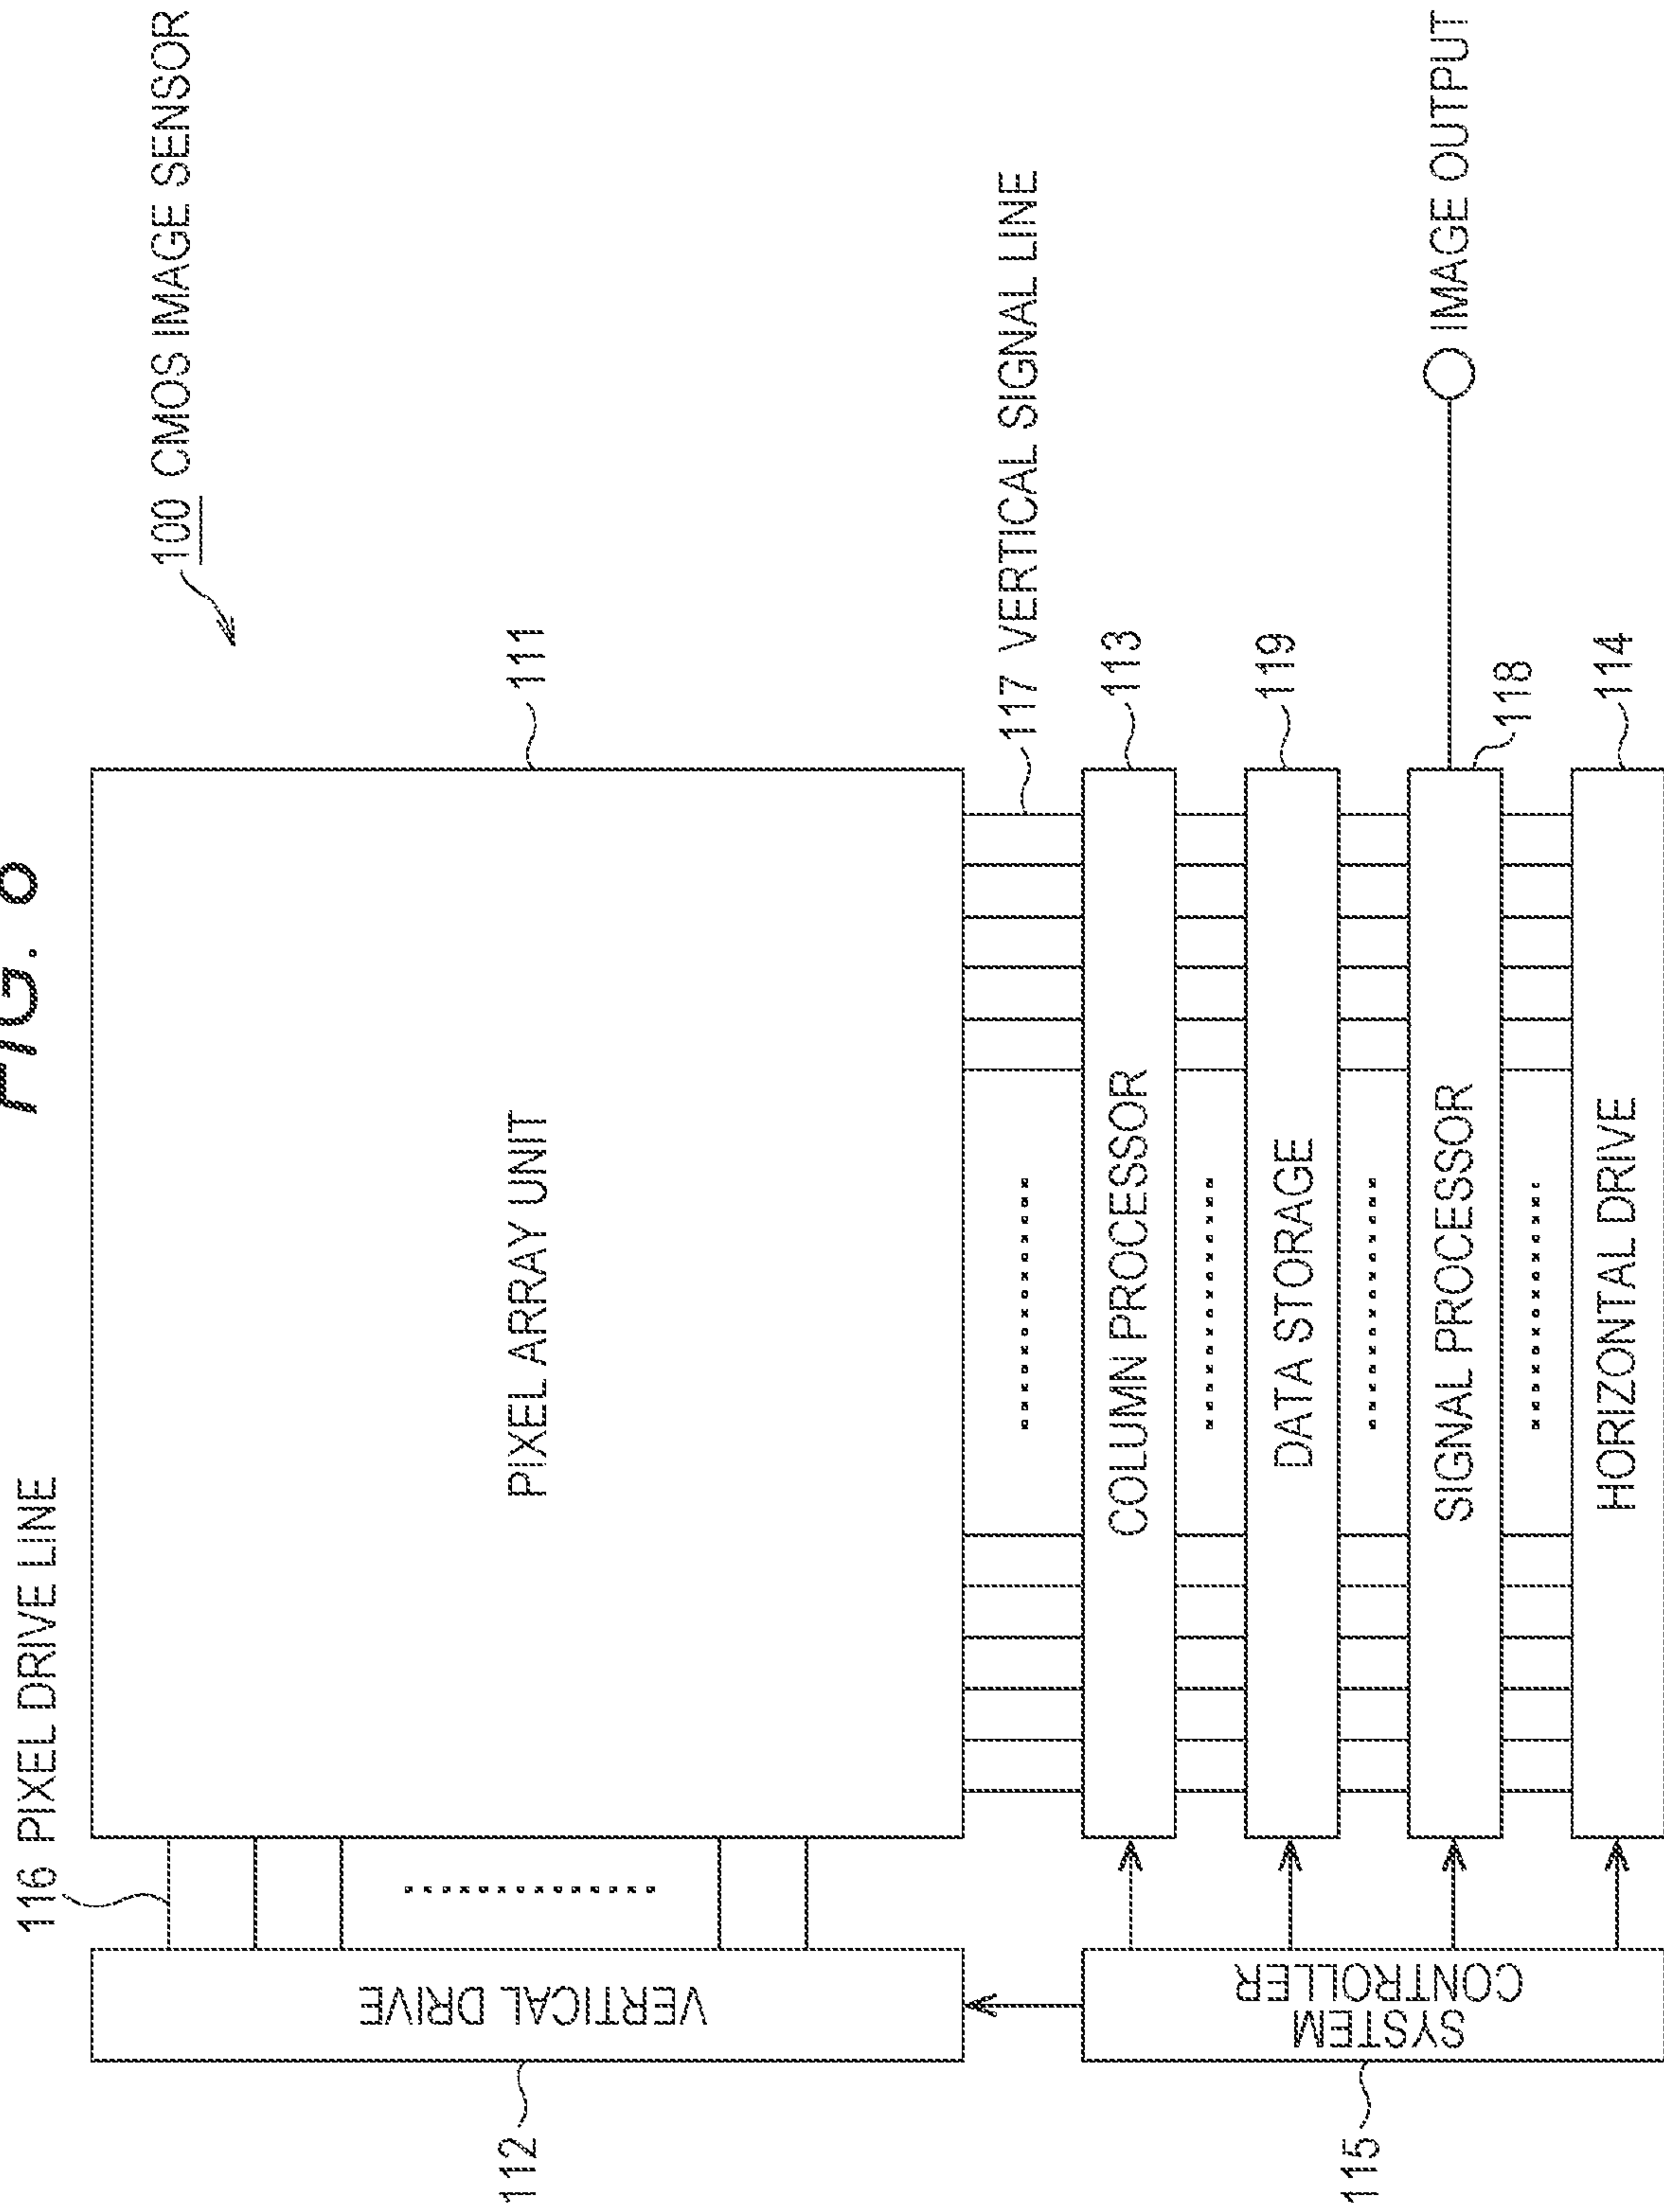 FIG.
116 PIXEL DRIVE LINE
100 CMOS IMAGE SENSOR
112
VERTICAL DRIVE
PIXEL ARRAY UNIT
111
117 VERTICAL SIGNAL LINE
COLUMN PROCESSOR
113
DATA STORAGE
119
115
SYSTEM
CONTROLLER
SIGNAL PROCESSOR
118
IMAGE OUTPUT
HORIZONTAL DRIVE
114